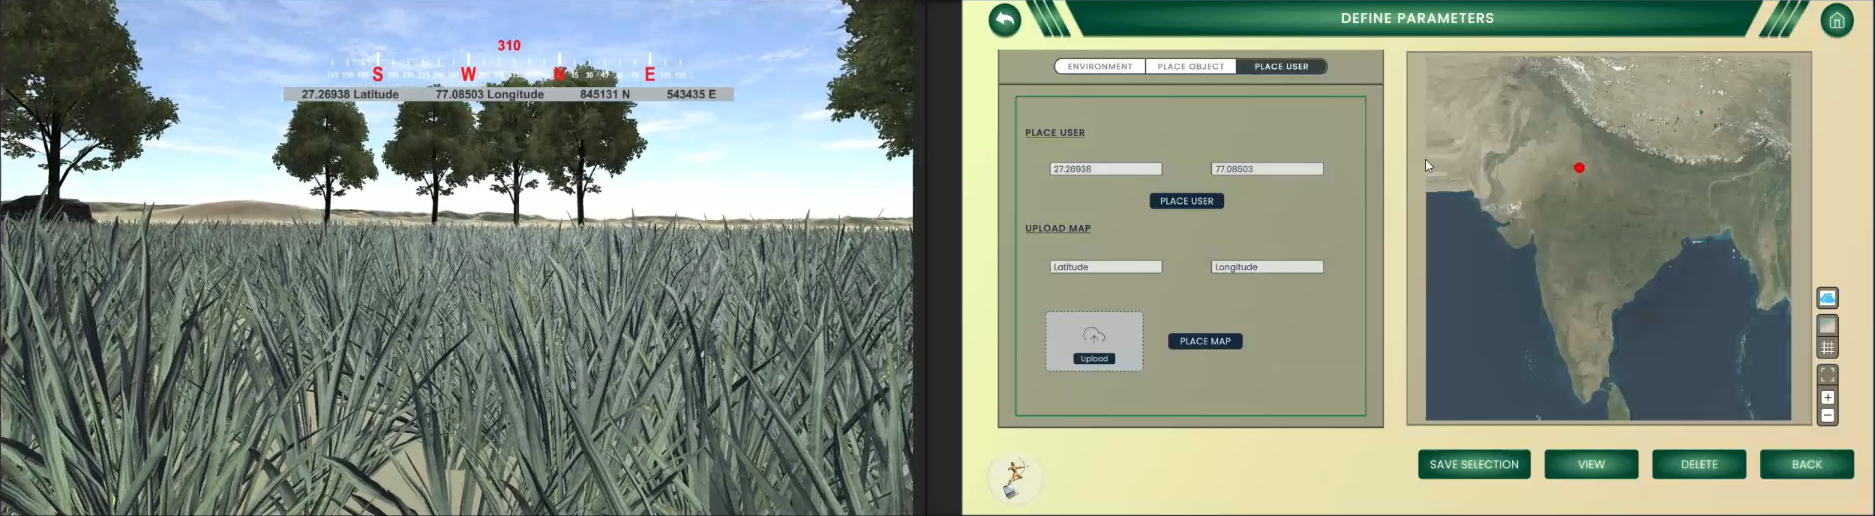 310
S W N E
27.26938 Latitude 77.08503 Longitude 845131 N 543435 E
DEFINE PARAMETERS
ENVIRONMENT PLACE OBJECT PLACE USER
PLACE USER
27.26938 77.08503
PLACE USER
UPLOAD MAP
Latitude Longitude
Upload
PLACE MAP
SAVE SELECTION VIEW DELETE BACK